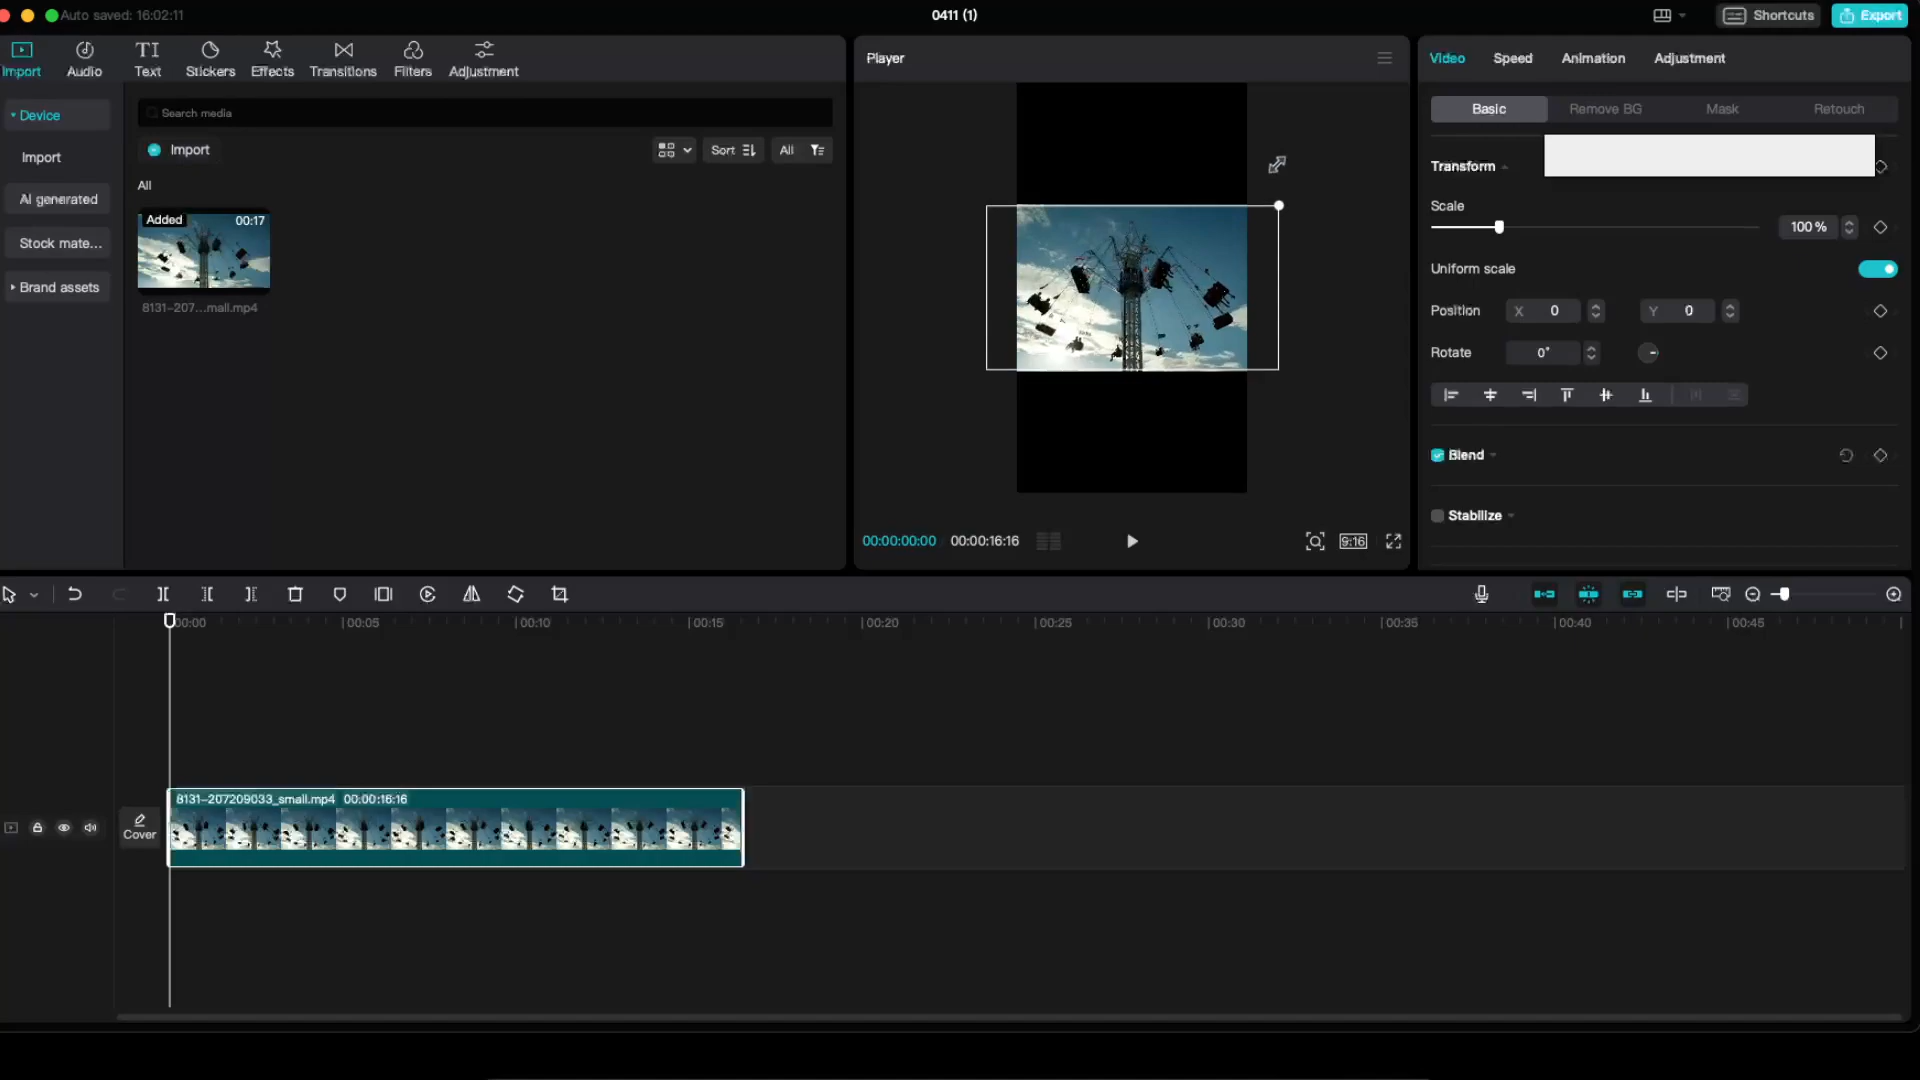 Auto saved: 16:02:11
0411 (1)
Shortcuts
Export
Import
Audio
TI
Text
Stickers
Effects
Transitions
Filters
Adjustment
Device
Import
AI generated
Stock mate...
Brand assets
Search media
Import
Sort
All
All
Added
00:17
8131-207...mall.mp4
Player
00:00:00:00
00:00:16:16
9:16
Video
Speed
Animation
Adjustment
Basic
Remove BG
Mask
Retouch
Transform
Scale
100 %
Uniform scale
Position
X 0
Y 0
Rotate
0°
Blend
Stabilize
00:00
00:05
00:10
00:15
00:20
00:25
00:30
00:35
00:40
00:45
8131-207209033_small.mp4 00:00:16:16
Cover